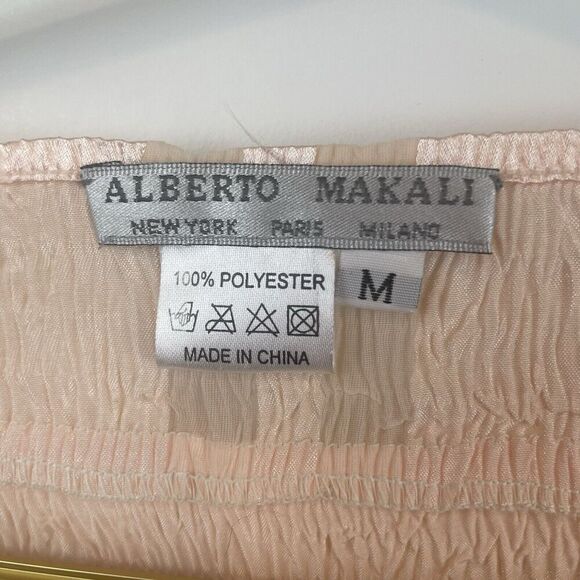 ALBERTO MAKALI
NEW YORK PARIS MILANO
100% POLYESTER
M
MADE IN CHINA